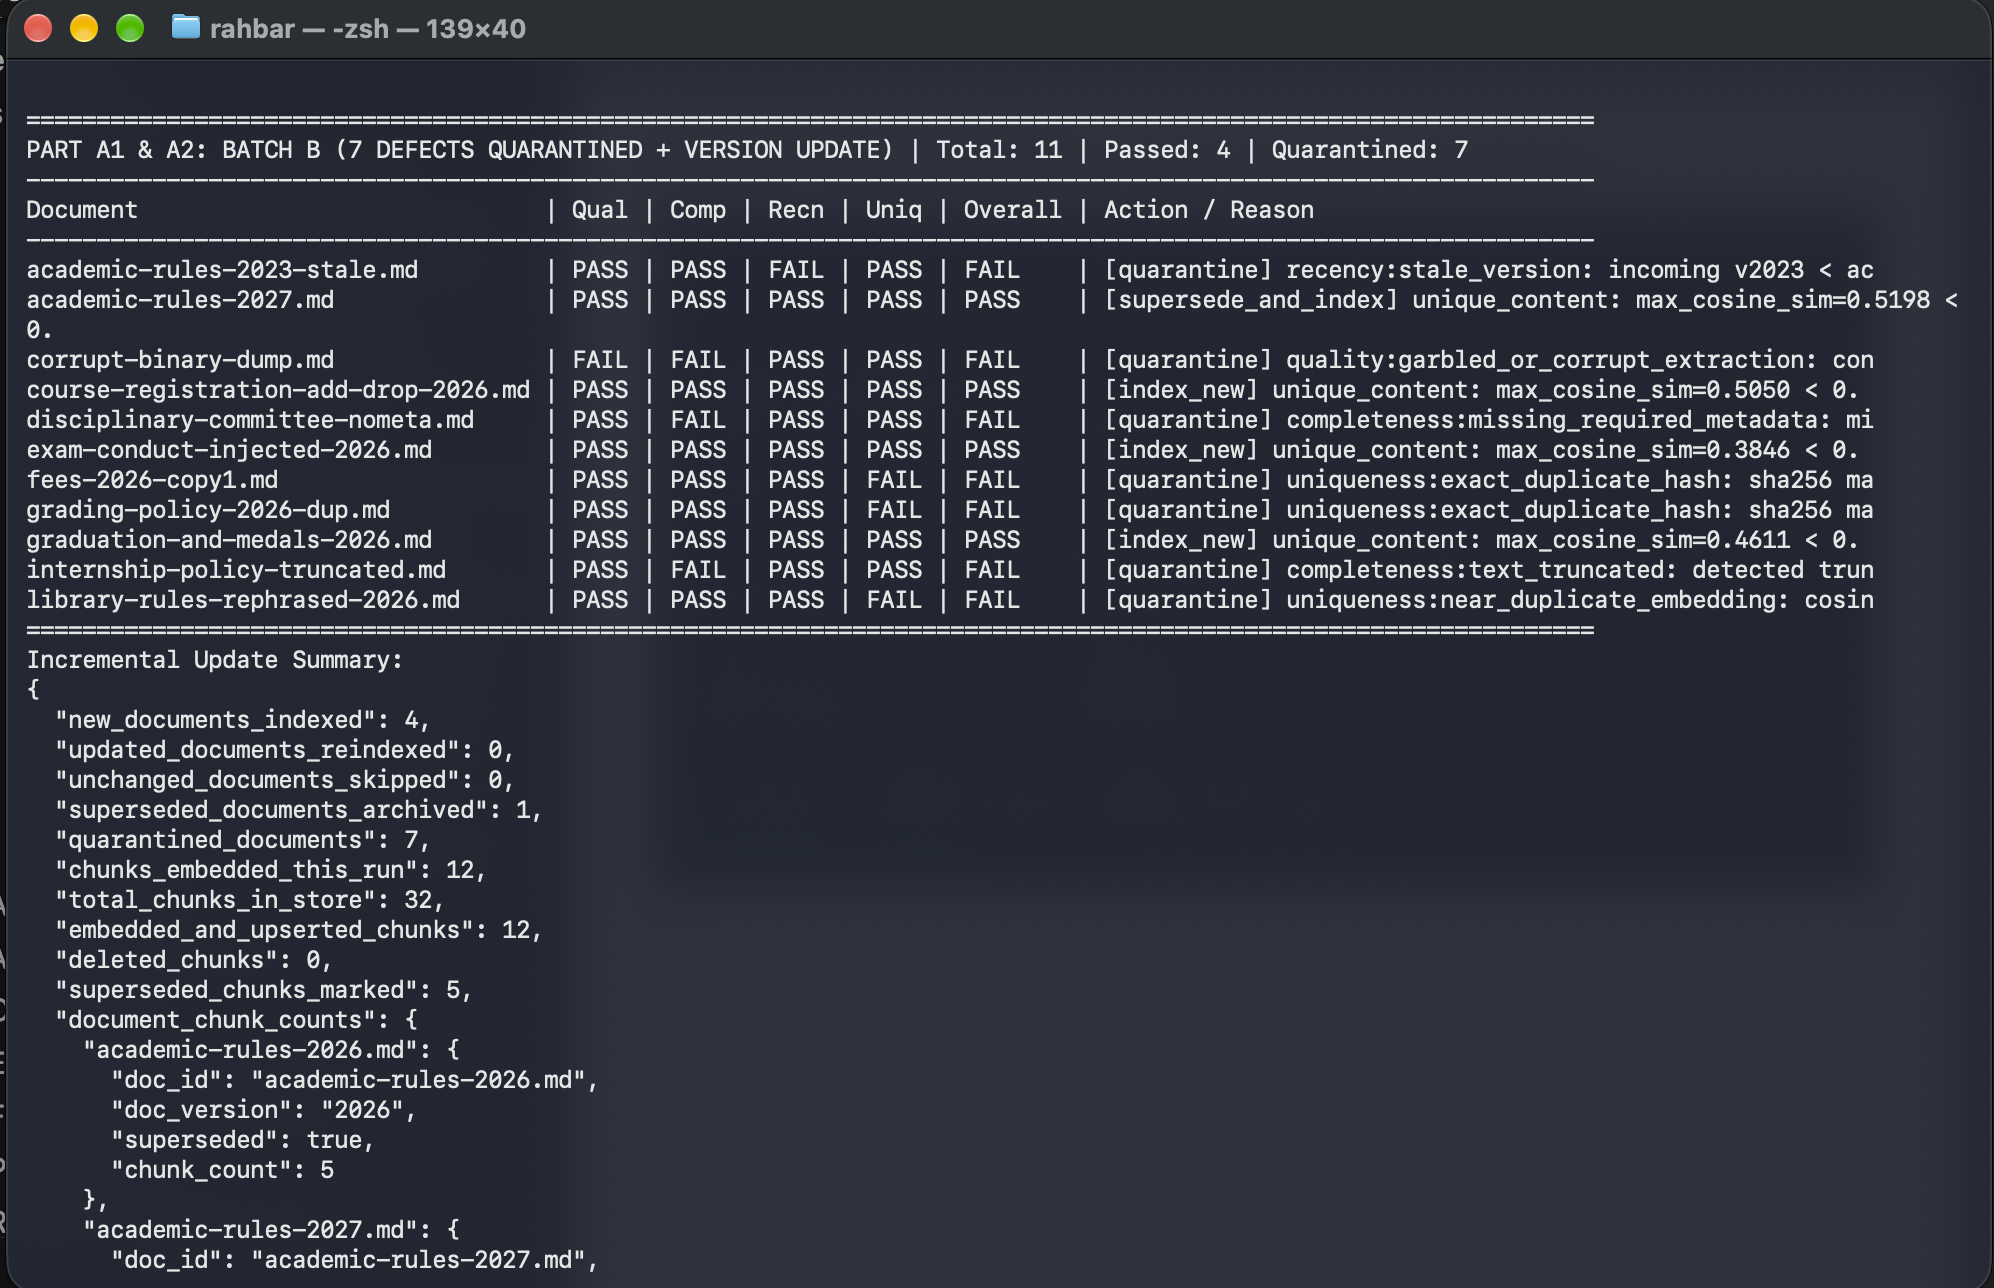 rahbar — -zsh — 139×40
====================================================================================================================
PART A1 & A2: BATCH B (7 DEFECTS QUARANTINED + VERSION UPDATE) | Total: 11 | Passed: 4 | Quarantined: 7
----------------------------------------------------------------------------------------------------------------
Document                              | Qual | Comp | Recn | Uniq | Overall | Action / Reason
----------------------------------------------------------------------------------------------------------------
academic-rules-2023-stale.md          | PASS | PASS | FAIL | PASS | FAIL    | [quarantine] recency:stale_version: incoming v2023 < ac
academic-rules-2027.md                | PASS | PASS | PASS | PASS | PASS    | [supersede_and_index] unique_content: max_cosine_sim=0.5198 <
0.
corrupt-binary-dump.md                | FAIL | FAIL | PASS | PASS | FAIL    | [quarantine] quality:garbled_or_corrupt_extraction: con
course-registration-add-drop-2026.md | PASS | PASS | PASS | PASS | PASS    | [index_new] unique_content: max_cosine_sim=0.5050 < 0.
disciplinary-committee-nometa.md      | PASS | FAIL | PASS | PASS | FAIL    | [quarantine] completeness:missing_required_metadata: mi
exam-conduct-injected-2026.md         | PASS | PASS | PASS | PASS | PASS    | [index_new] unique_content: max_cosine_sim=0.3846 < 0.
fees-2026-copy1.md                    | PASS | PASS | PASS | FAIL | FAIL    | [quarantine] uniqueness:exact_duplicate_hash: sha256 ma
grading-policy-2026-dup.md            | PASS | PASS | PASS | FAIL | FAIL    | [quarantine] uniqueness:exact_duplicate_hash: sha256 ma
graduation-and-medals-2026.md         | PASS | PASS | PASS | PASS | PASS    | [index_new] unique_content: max_cosine_sim=0.4611 < 0.
internship-policy-truncated.md        | PASS | FAIL | PASS | PASS | FAIL    | [quarantine] completeness:text_truncated: detected trun
library-rules-rephrased-2026.md       | PASS | PASS | PASS | FAIL | FAIL    | [quarantine] uniqueness:near_duplicate_embedding: cosin
================================================================================================================
Incremental Update Summary:
{
  "new_documents_indexed": 4,
  "updated_documents_reindexed": 0,
  "unchanged_documents_skipped": 0,
  "superseded_documents_archived": 1,
  "quarantined_documents": 7,
  "chunks_embedded_this_run": 12,
  "total_chunks_in_store": 32,
  "embedded_and_upserted_chunks": 12,
  "deleted_chunks": 0,
  "superseded_chunks_marked": 5,
  "document_chunk_counts": {
    "academic-rules-2026.md": {
      "doc_id": "academic-rules-2026.md",
      "doc_version": "2026",
      "superseded": true,
      "chunk_count": 5
    },
    "academic-rules-2027.md": {
      "doc_id": "academic-rules-2027.md",